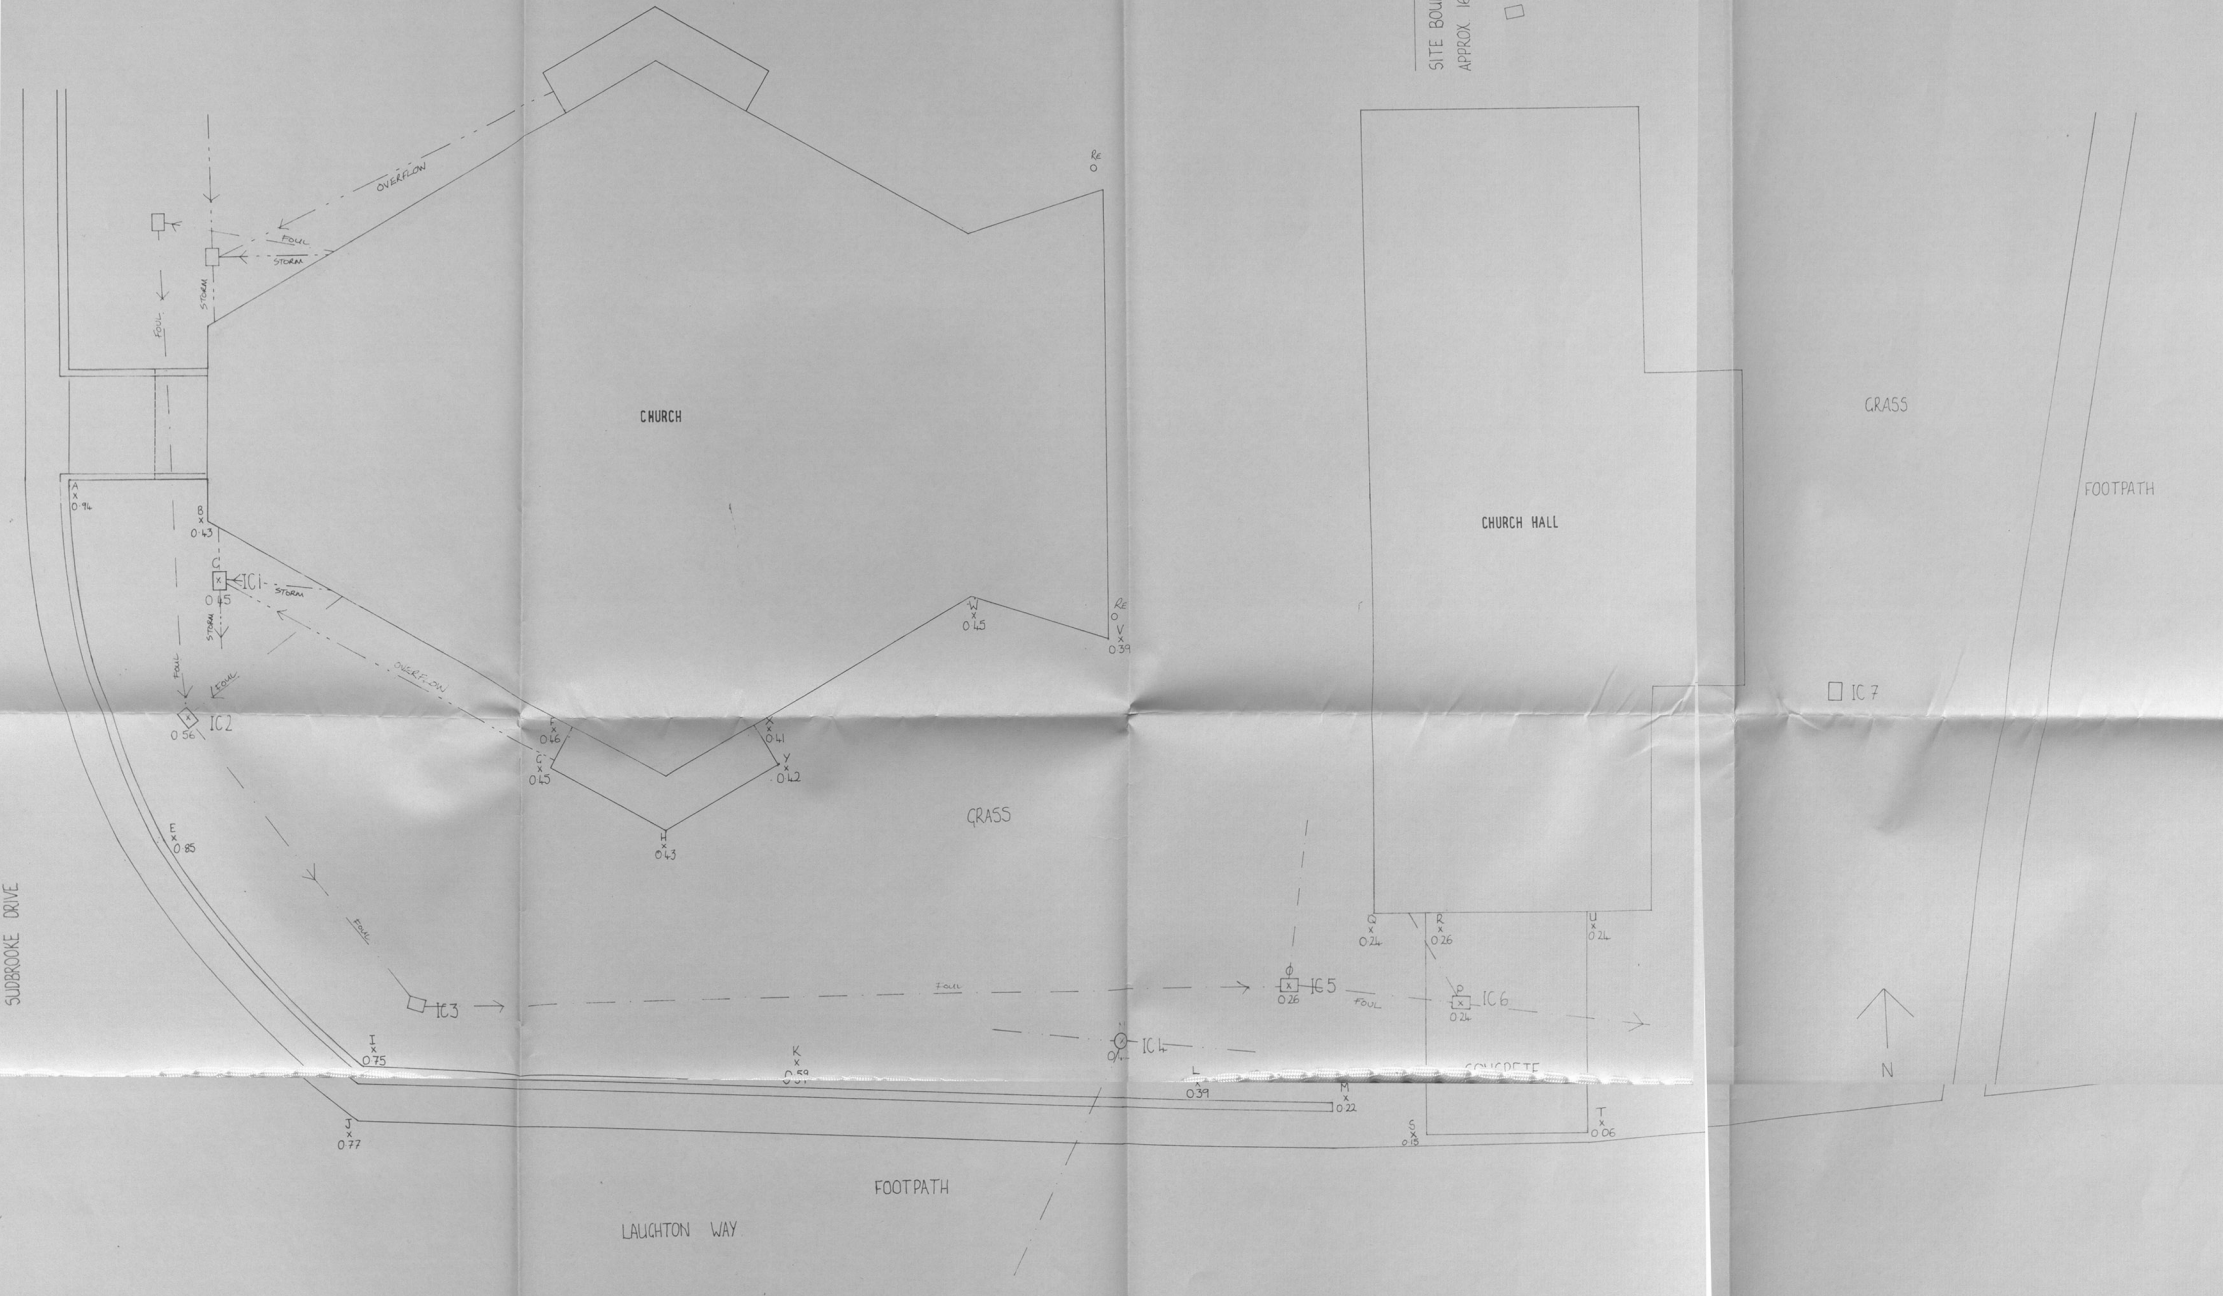 SITE BOU
APPROX 16
OVERFLOW
RE
FOUL
STORM
STORM
FOUL
GRASS
CHURCH
A
0.94
FOOTPATH
B
0.43
CHURCH HALL
C
IC1
0.45
STORM
STORM
RE
W
0.45
V
0.39
FOUL
FOUL
OVERFLOW
IC7
IC2
0.56
F
0.46
X
0.41
G
0.45
Y
0.42
GRASS
E
0.85
H
0.43
SUDBROOKE DRIVE
FOUL
Q
0.24
R
0.26
U
0.24
IC3
FOUL
IC5
0.26
FOUL
P
IC6
0.24
I
0.75
K
IC4
L
0.39
CONCRETE
N
M
0.22
J
0.77
S
T
0.06
FOOTPATH
LAUGHTON WAY